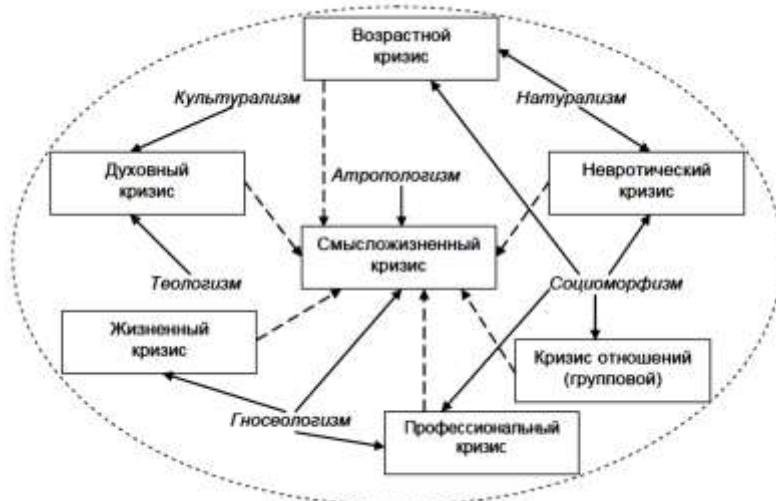 Возрастной
кризис
Культурализм
Натурализм
Духовный
кризис
Атропологизм
Невротический
кризис
Смысложизненный
кризис
Теологизм
Социоморфизм
Жизненный
кризис
Кризис отношений
(групповой)
Гносеологизм
Профессиональный
кризис